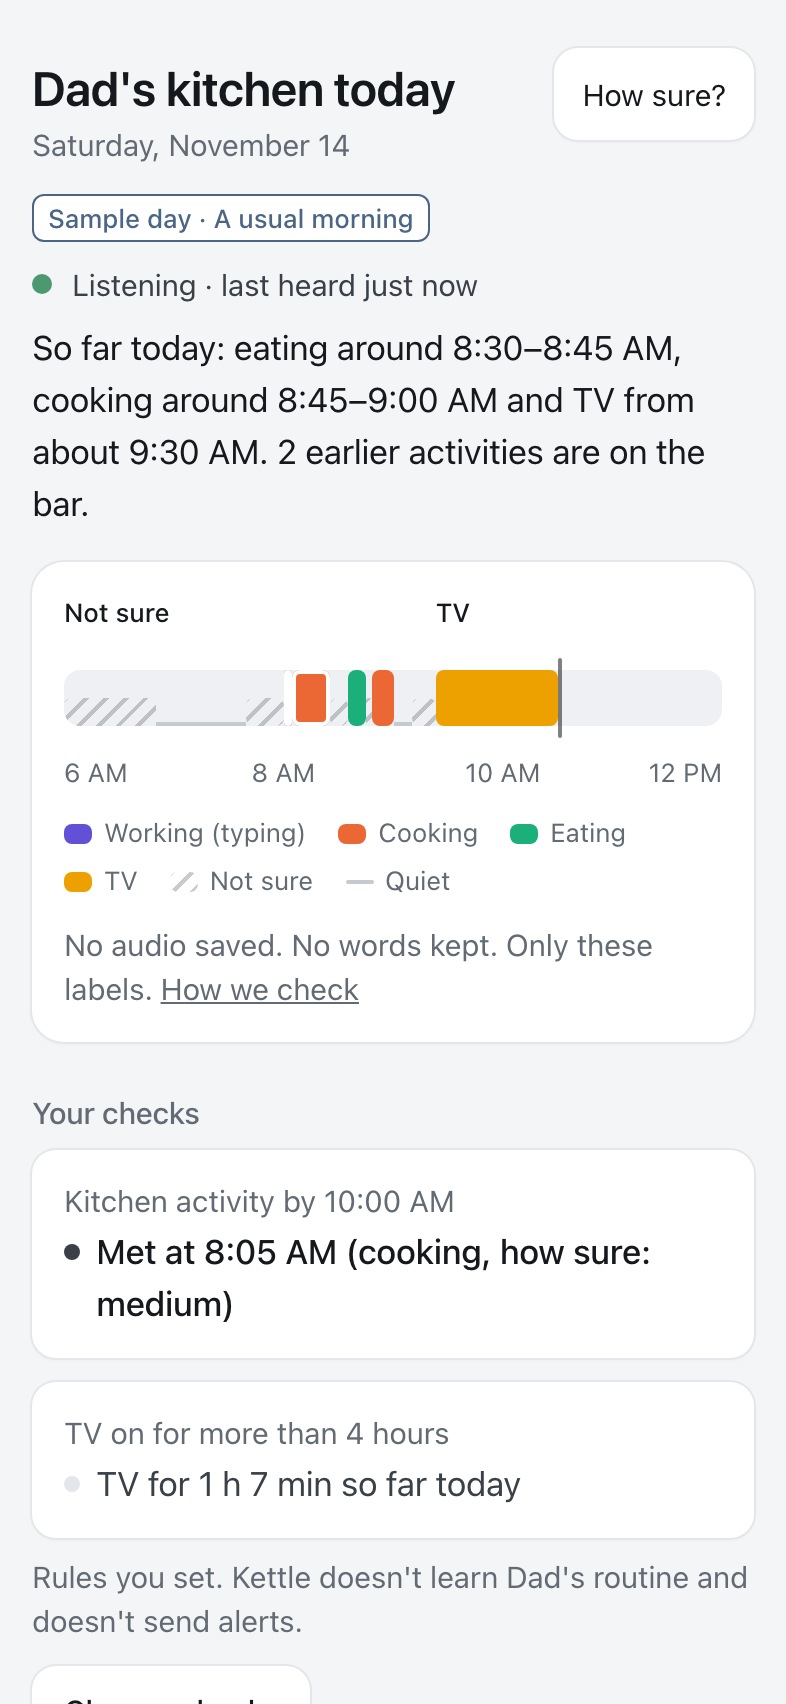 Dad's kitchen today
How sure?
Saturday, November 14
Sample day · A usual morning
Listening · last heard just now
So far today: eating around 8:30–8:45 AM,
cooking around 8:45–9:00 AM and TV from
about 9:30 AM. 2 earlier activities are on the
bar.
Not sure
TV
6 AM
8 AM
10 AM
12 PM
Working (typing)
Cooking
Eating
TV
Not sure
Quiet
No audio saved. No words kept. Only these
labels. How we check
Your checks
Kitchen activity by 10:00 AM
Met at 8:05 AM (cooking, how sure:
medium)
TV on for more than 4 hours
TV for 1 h 7 min so far today
Rules you set. Kettle doesn't learn Dad's routine and
doesn't send alerts.